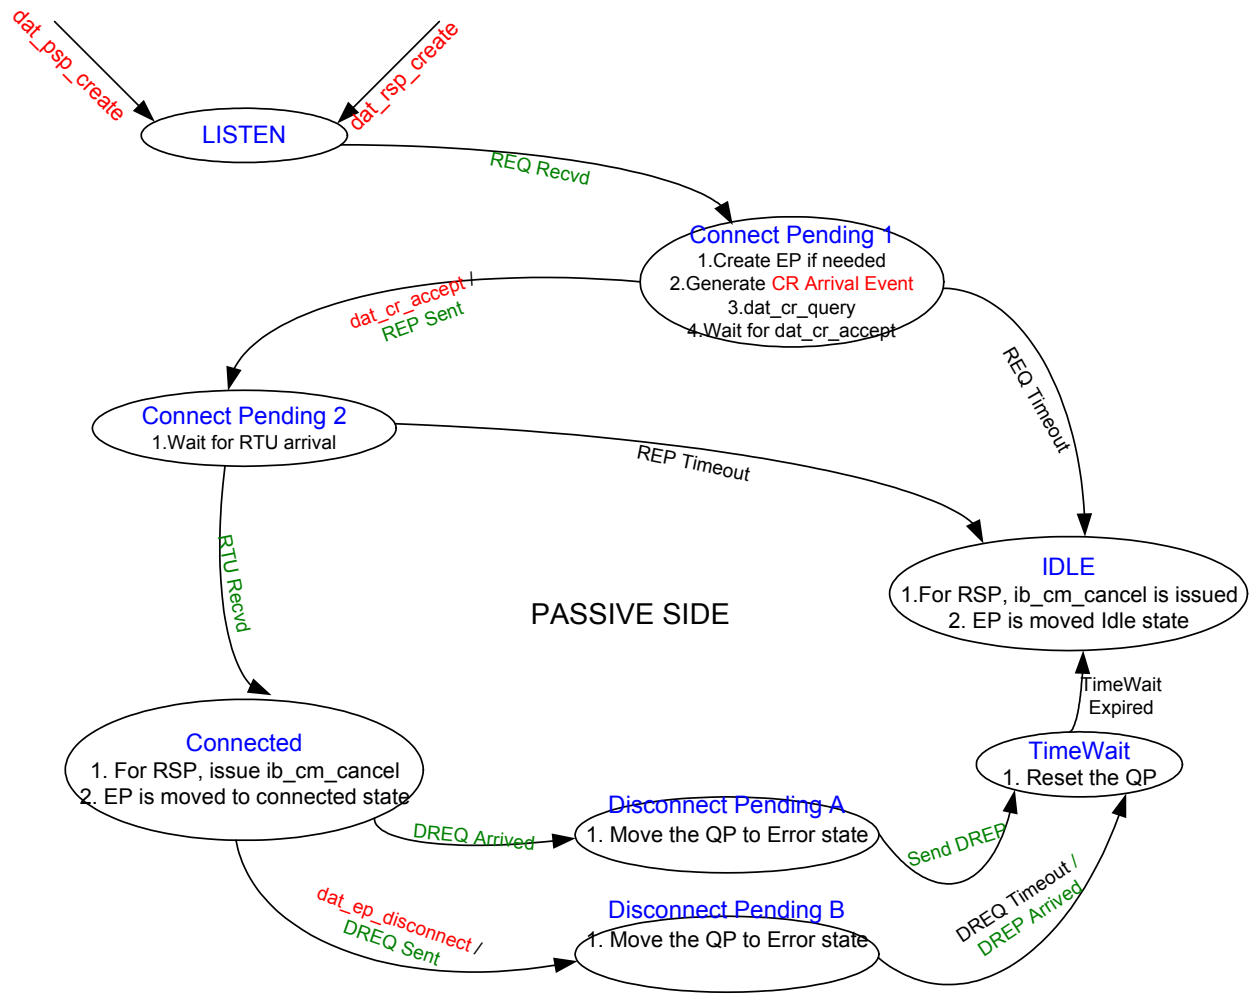 dat_psp_create
dat_rsp_create
LISTEN
REQ Recvd
Connect Pending 1
1.Create EP if needed
2.Generate CR Arrival Event
3.dat_cr_query
4.Wait for dat_cr_accept
dat_cr_accept /
REP Sent
REQ Timeout
Connect Pending 2
1.Wait for RTU arrival
REP Timeout
RTU Recvd
IDLE
1.For RSP, ib_cm_cancel is issued
2. EP is moved Idle state
PASSIVE SIDE
TimeWait
Expired
Connected
1. For RSP, issue ib_cm_cancel
2. EP is moved to connected state
TimeWait
1. Reset the QP
DREQ Arrived
Disconnect Pending A
1. Move the QP to Error state
Send DREP
dat_ep_disconnect /
DREQ Sent
Disconnect Pending B
1. Move the QP to Error state
DREQ Timeout /
DREP Arrived